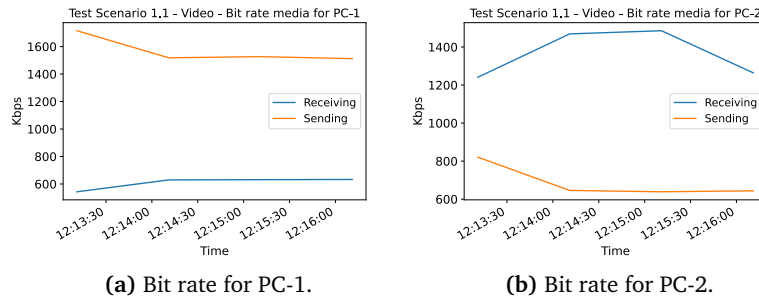 Test Scenario 1.1 - Video - Bit rate media for PC-1
Kbps
1600
1400
1200
1000
800
600
Receiving
Sending
12:13:30
12:14:00
12:14:30
12:15:00
12:15:30
12:16:00
Time
(a) Bit rate for PC-1.
Test Scenario 1.1 - Video - Bit rate media for PC-2
Kbps
1400
1200
1000
800
600
Receiving
Sending
12:13:30
12:14:00
12:14:30
12:15:00
12:15:30
12:16:00
Time
(b) Bit rate for PC-2.